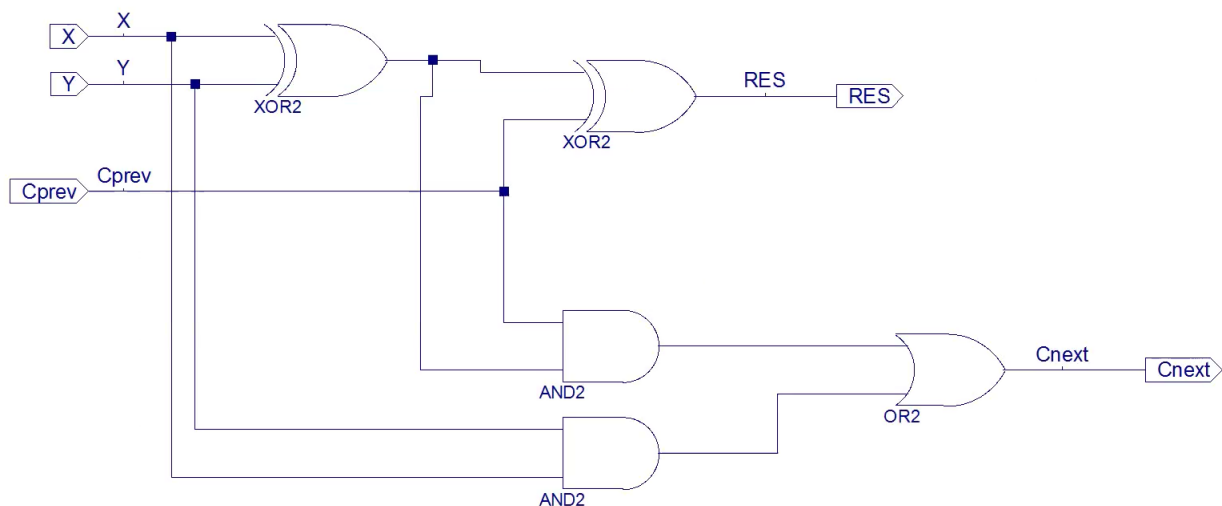 X
X
Y
Y
XOR2
XOR2
RES
RES
Cprev
Cprev
AND2
AND2
OR2
Cnext
Cnext